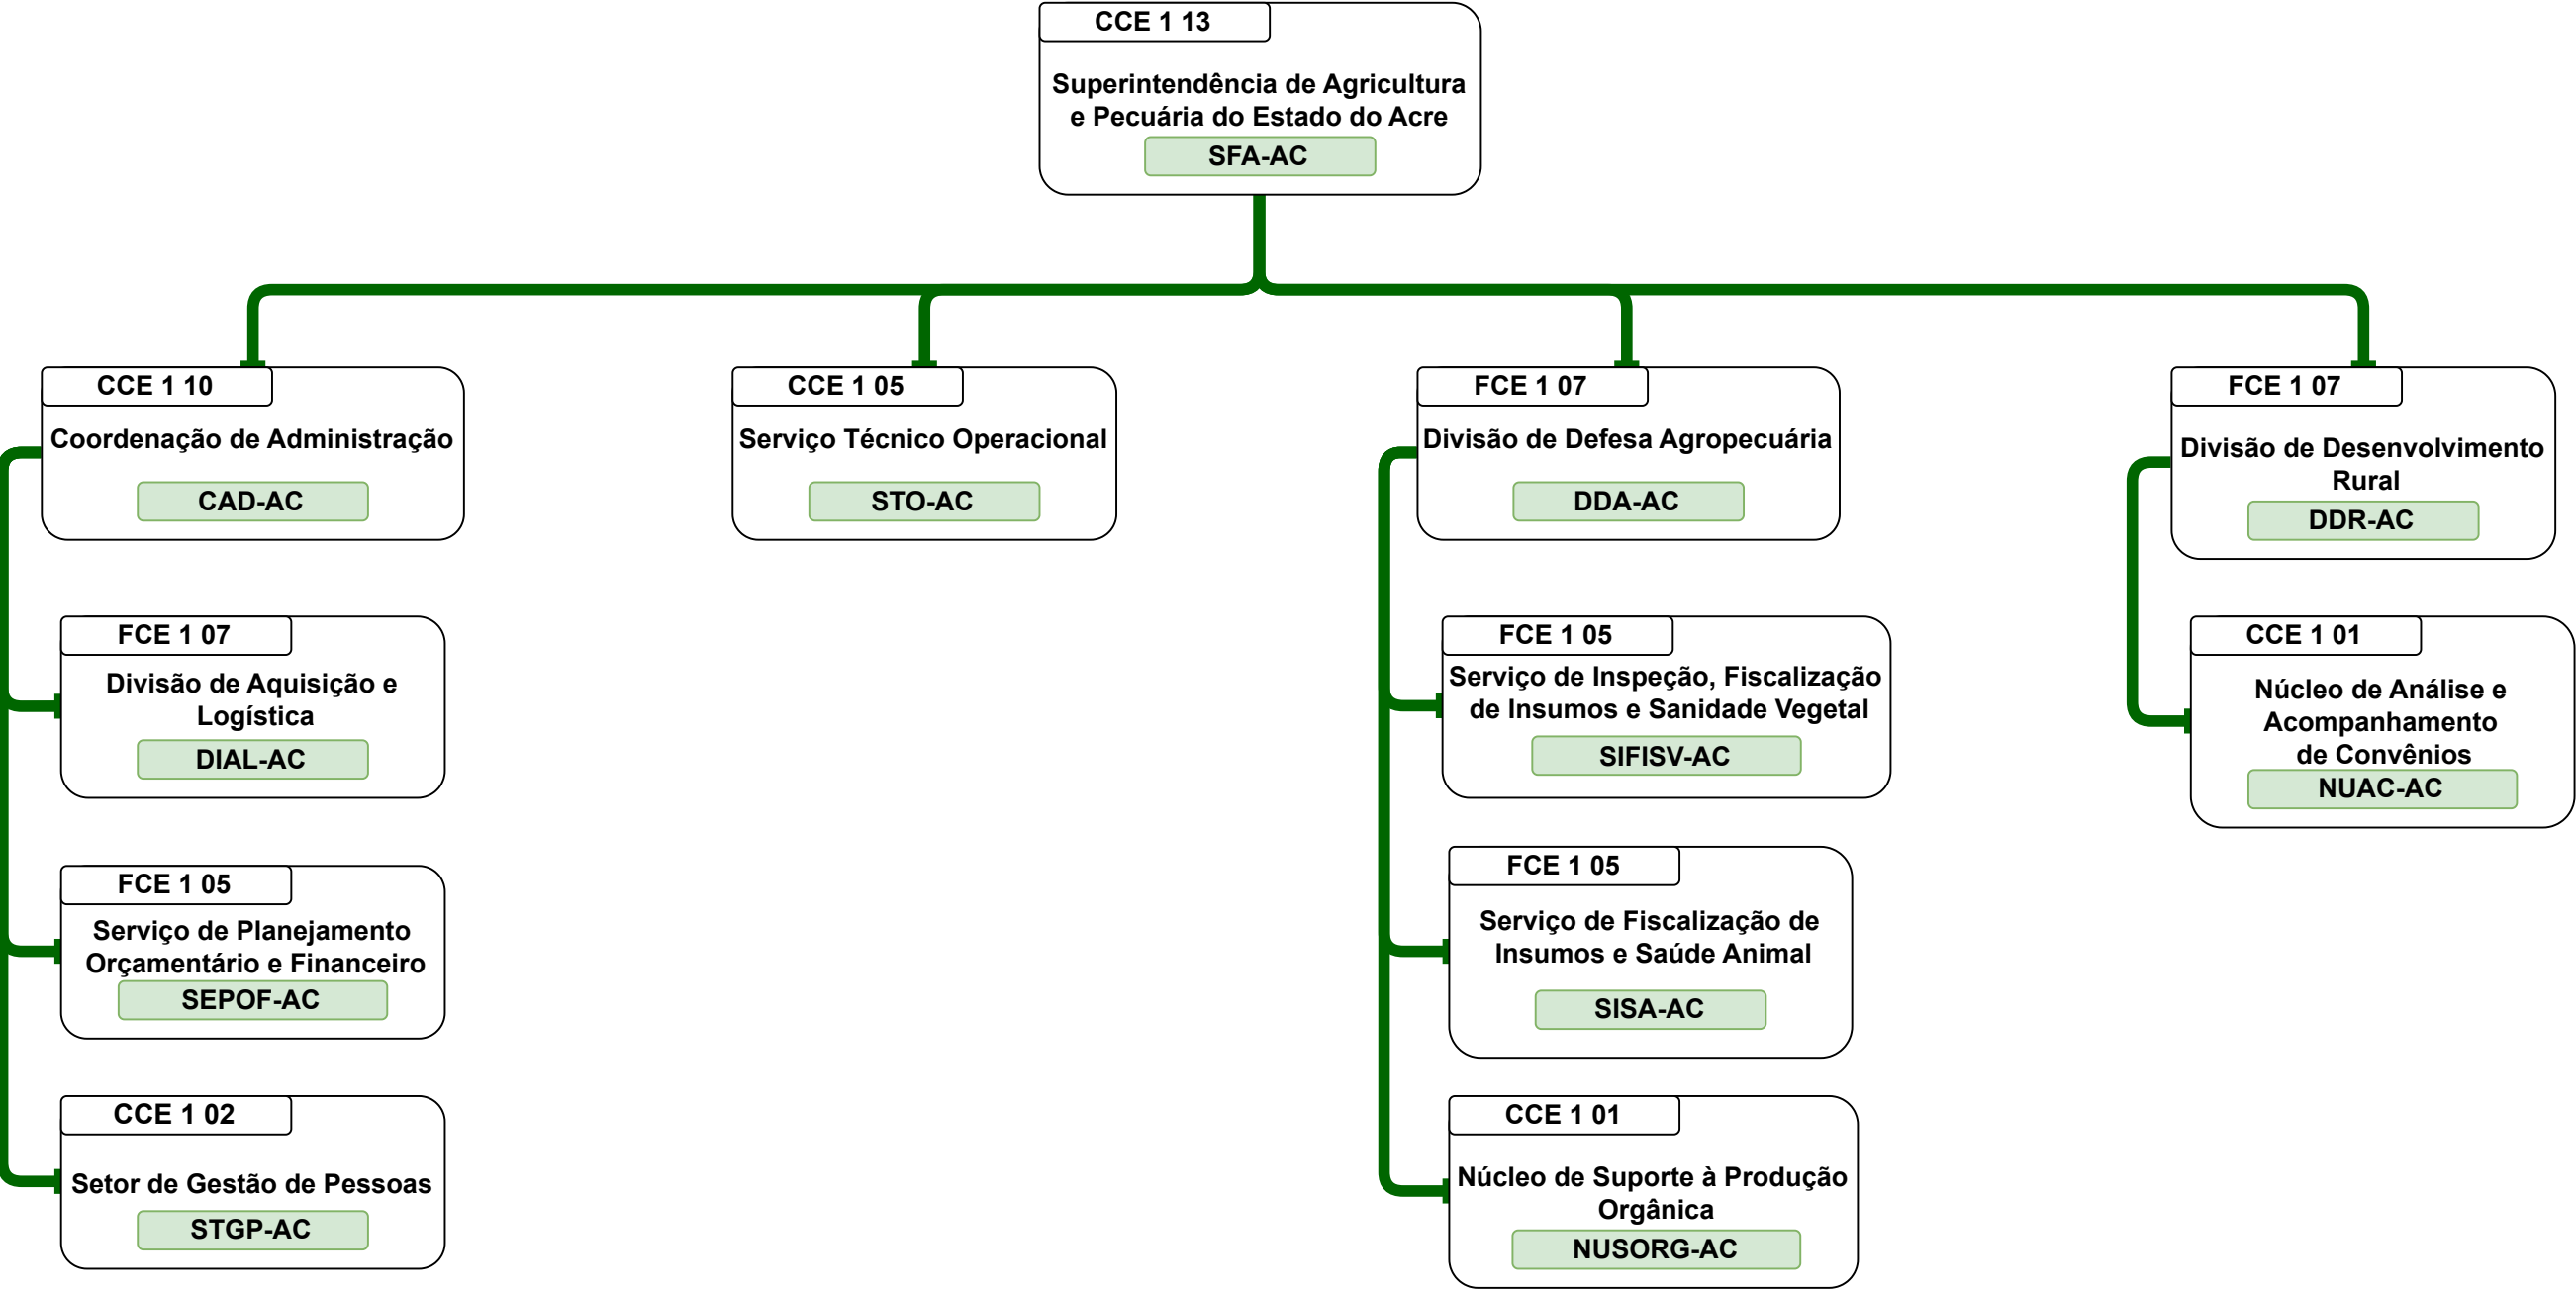 CCE 1 13
Superintendência de Agricultura
e Pecuária do Estado do Acre
SFA-AC
CCE 1 10
Coordenação de Administração
CAD-AC
CCE 1 05
Serviço Técnico Operacional
STO-AC
FCE 1 07
Divisão de Defesa Agropecuária
DDA-AC
FCE 1 07
Divisão de Desenvolvimento
Rural
DDR-AC
FCE 1 07
Divisão de Aquisição e
Logística
DIAL-AC
FCE 1 05
Serviço de Planejamento
Orçamentário e Financeiro
SEPOF-AC
CCE 1 02
Setor de Gestão de Pessoas
STGP-AC
FCE 1 05
Serviço de Inspeção, Fiscalização
de Insumos e Sanidade Vegetal
SIFISV-AC
FCE 1 05
Serviço de Fiscalização de
Insumos e Saúde Animal
SISA-AC
CCE 1 01
Núcleo de Suporte à Produção
Orgânica
NUSORG-AC
CCE 1 01
Núcleo de Análise e
Acompanhamento
de Convênios
NUAC-AC